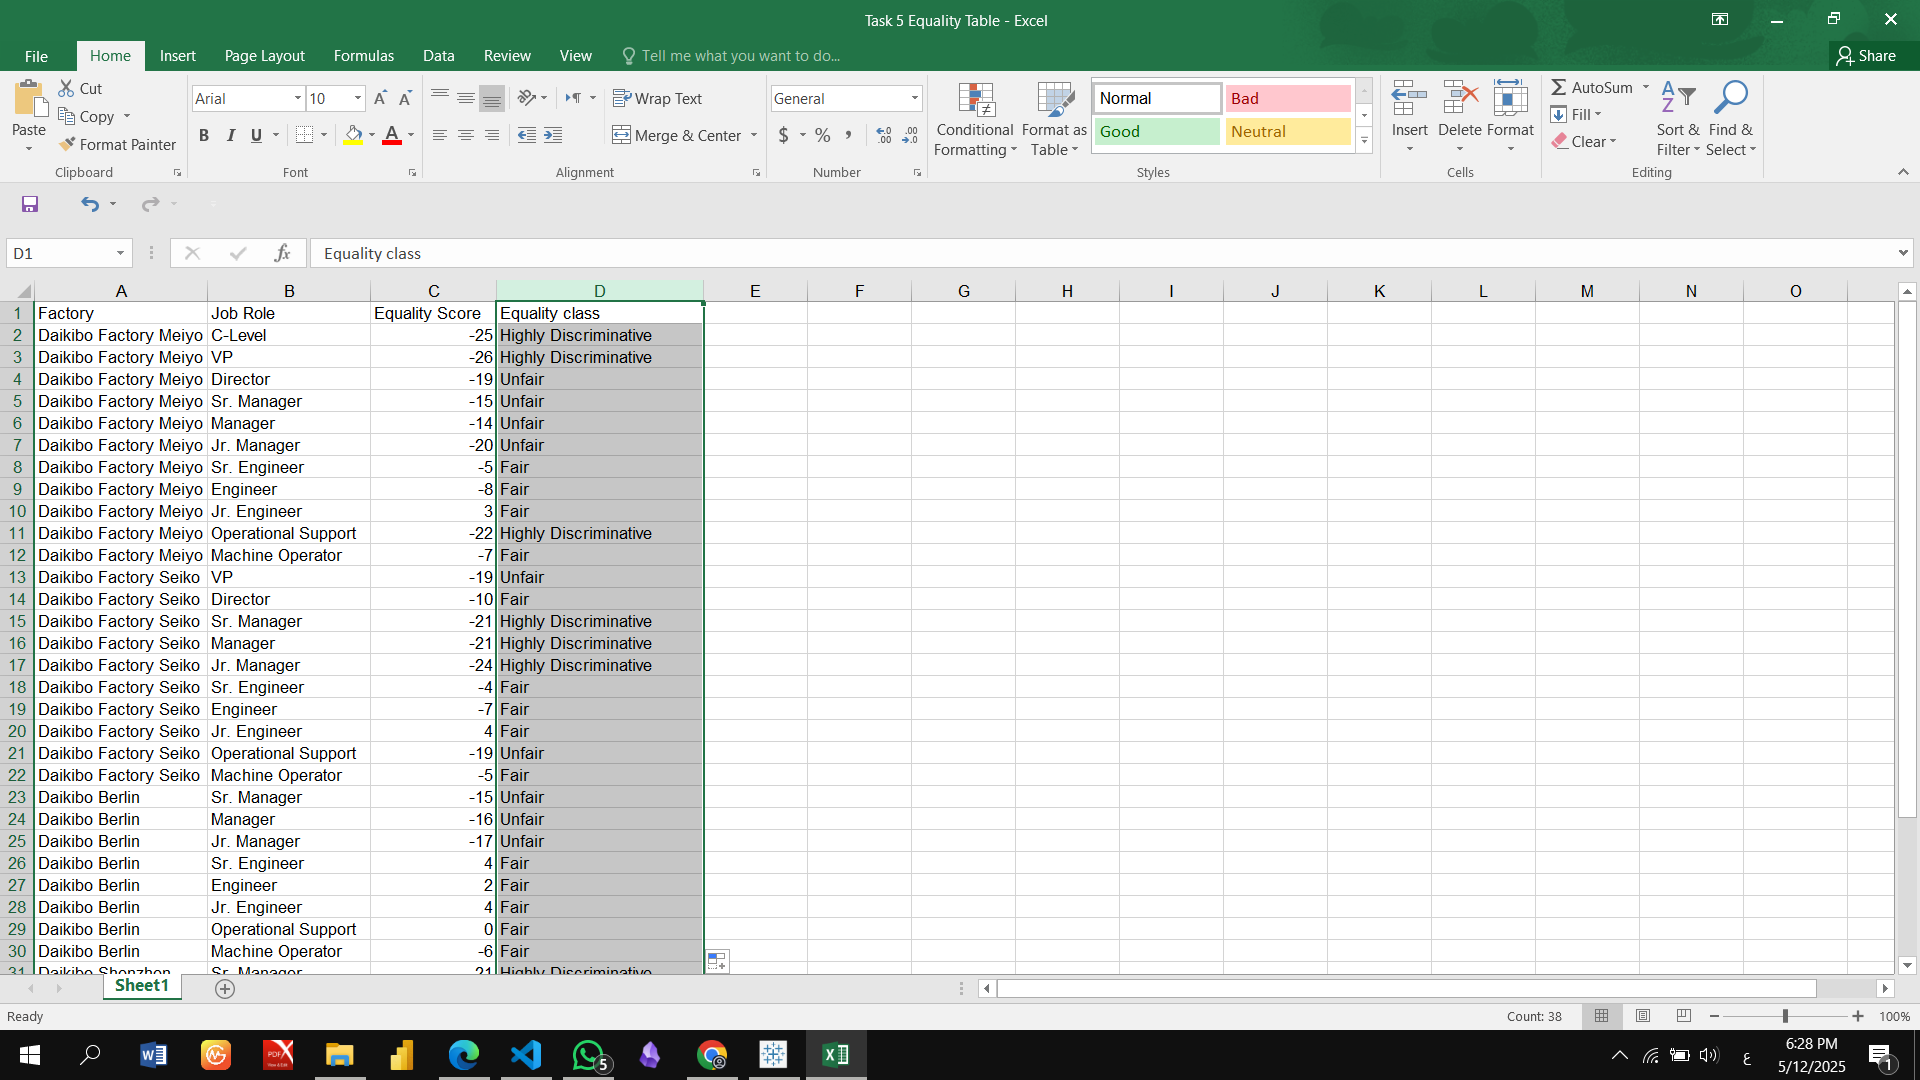 Task 5 Equality Table - Excel
File Home Insert Page Layout Formulas Data Review View Tell me what you want to do... Share
Paste Cut Copy Format Painter Clipboard
Arial 10 B I U Font
Wrap Text Merge & Center Alignment
General $ % Number
Conditional Formatting Format as Table
Normal Bad Good Neutral Styles
Insert Delete Format Cells
AutoSum Fill Clear Sort & Filter Find & Select Editing
D1 fx Equality class
A B C D E F G H I J K L M N O
1 Factory Job Role Equality Score Equality class
2 Daikibo Factory Meiyo C-Level -25 Highly Discriminative
3 Daikibo Factory Meiyo VP -26 Highly Discriminative
4 Daikibo Factory Meiyo Director -19 Unfair
5 Daikibo Factory Meiyo Sr. Manager -15 Unfair
6 Daikibo Factory Meiyo Manager -14 Unfair
7 Daikibo Factory Meiyo Jr. Manager -20 Unfair
8 Daikibo Factory Meiyo Sr. Engineer -5 Fair
9 Daikibo Factory Meiyo Engineer -8 Fair
10 Daikibo Factory Meiyo Jr. Engineer 3 Fair
11 Daikibo Factory Meiyo Operational Support -22 Highly Discriminative
12 Daikibo Factory Meiyo Machine Operator -7 Fair
13 Daikibo Factory Seiko VP -19 Unfair
14 Daikibo Factory Seiko Director -10 Fair
15 Daikibo Factory Seiko Sr. Manager -21 Highly Discriminative
16 Daikibo Factory Seiko Manager -21 Highly Discriminative
17 Daikibo Factory Seiko Jr. Manager -24 Highly Discriminative
18 Daikibo Factory Seiko Sr. Engineer -4 Fair
19 Daikibo Factory Seiko Engineer -7 Fair
20 Daikibo Factory Seiko Jr. Engineer 4 Fair
21 Daikibo Factory Seiko Operational Support -19 Unfair
22 Daikibo Factory Seiko Machine Operator -5 Fair
23 Daikibo Berlin Sr. Manager -15 Unfair
24 Daikibo Berlin Manager -16 Unfair
25 Daikibo Berlin Jr. Manager -17 Unfair
26 Daikibo Berlin Sr. Engineer 4 Fair
27 Daikibo Berlin Engineer 2 Fair
28 Daikibo Berlin Jr. Engineer 4 Fair
29 Daikibo Berlin Operational Support 0 Fair
30 Daikibo Berlin Machine Operator -6 Fair
31 Daikibo Shenzhen Sr. Manager -21 Highly Discriminative
Sheet1
Ready Count: 38 100%
5 ع 6:28 PM
5/12/2025 1